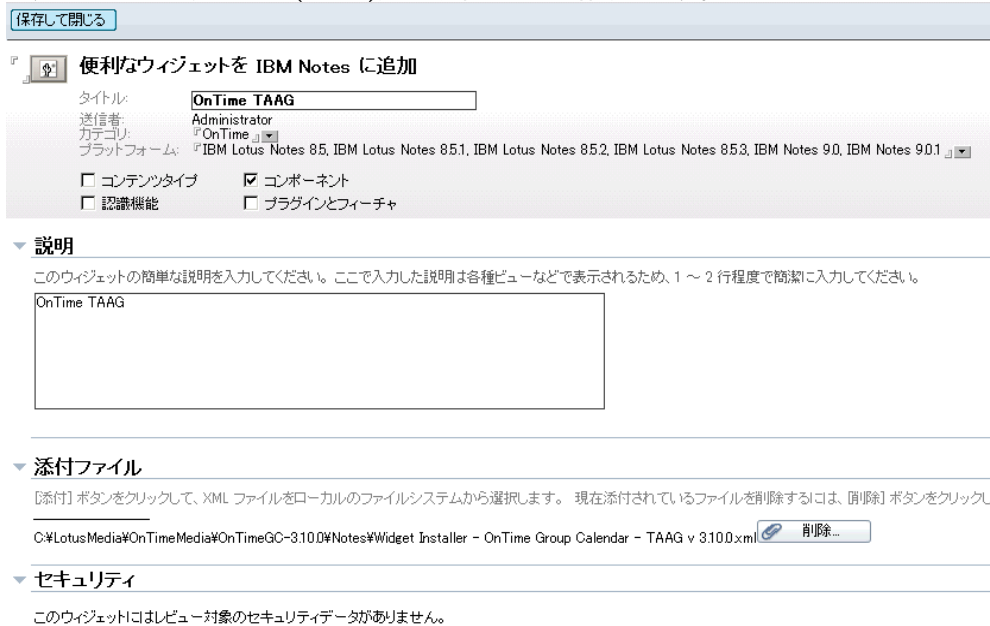 保存して閉じる
便利なウィジェットを IBM Notes に追加
タイトル: OnTime TAAG
送信者: Administrator
カテゴリ: 『OnTime 』
プラットフォーム: 『IBM Lotus Notes 8.5, IBM Lotus Notes 8.5.1, IBM Lotus Notes 8.5.2, IBM Lotus Notes 8.5.3, IBM Notes 9.0, IBM Notes 9.0.1 』
コンテンツタイプ コンポーネント
認識機能 プラグインとフィーチャ
説明
このウィジェットの簡単な説明を入力してください。ここで入力した説明は各種ビューなどで表示されるため、1 ～ 2 行程度で簡潔に入力してください。
OnTime TAAG
添付ファイル
[添付] ボタンをクリックして、XML ファイルをローカルのファイルシステムから選択します。 現在添付されているファイルを削除するには、[削除] ボタンをクリックし
C:¥LotusMedia¥OnTimeMedia¥OnTimeGC-3.10.0¥Notes¥Widget Installer - OnTime Group Calendar - TAAG v 3.10.0.xml 削除...
セキュリティ
このウィジェットにはレビュー対象のセキュリティデータがありません。